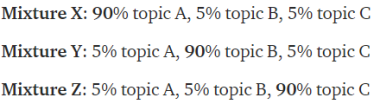 Mixture X: 90% topic A, 5% topic B, 5% topic C
Mixture Y: 5% topic A, 90% topic B, 5% topic C
Mixture Z: 5% topic A, 5% topic B, 90% topic C